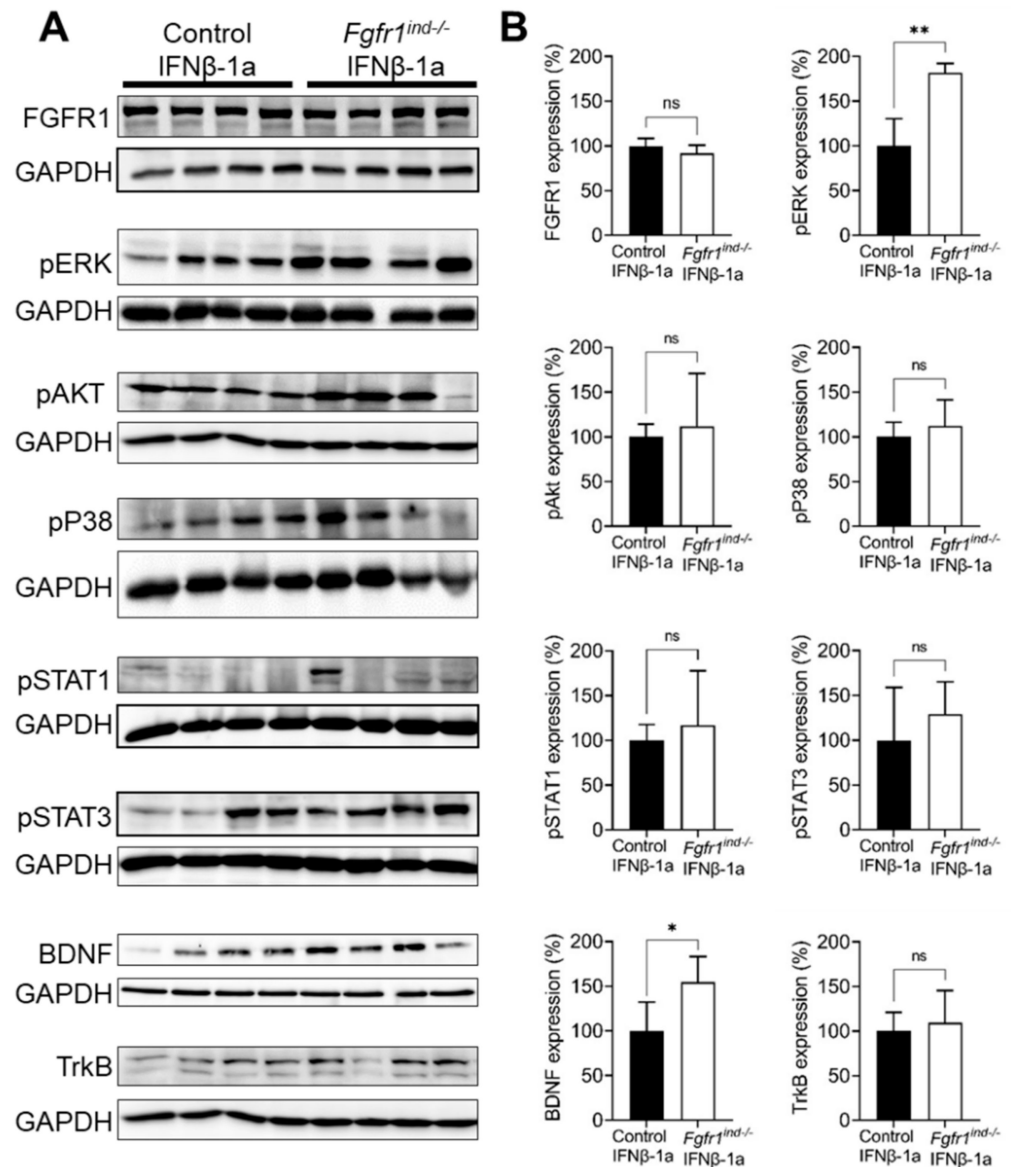 A
Control
IFNβ-1a
Fgfr1ind-/-
IFNβ-1a
FGFR1
GAPDH
pERK
GAPDH
pAKT
GAPDH
pP38
GAPDH
pSTAT1
GAPDH
pSTAT3
GAPDH
BDNF
GAPDH
TrkB
GAPDH
B
FGFR1 expression (%)
200
150
100
50
0
ns
Control
IFNβ-1a
Fgfr1ind-/-
IFNβ-1a
pERK expression (%)
200
150
100
50
0
**
Control
IFNβ-1a
Fgfr1ind-/-
IFNβ-1a
pAkt expression (%)
200
150
100
50
0
ns
Control
IFNβ-1a
Fgfr1ind-/-
IFNβ-1a
pP38 expression (%)
200
150
100
50
0
ns
Control
IFNβ-1a
Fgfr1ind-/-
IFNβ-1a
pSTAT1 expression (%)
200
150
100
50
0
ns
Control
IFNβ-1a
Fgfr1ind-/-
IFNβ-1a
pSTAT3 expression (%)
200
150
100
50
0
ns
Control
IFNβ-1a
Fgfr1ind-/-
IFNβ-1a
BDNF expression (%)
200
150
100
50
0
*
Control
IFNβ-1a
Fgfr1ind-/-
IFNβ-1a
TrkB expression (%)
200
150
100
50
0
ns
Control
IFNβ-1a
Fgfr1ind-/-
IFNβ-1a